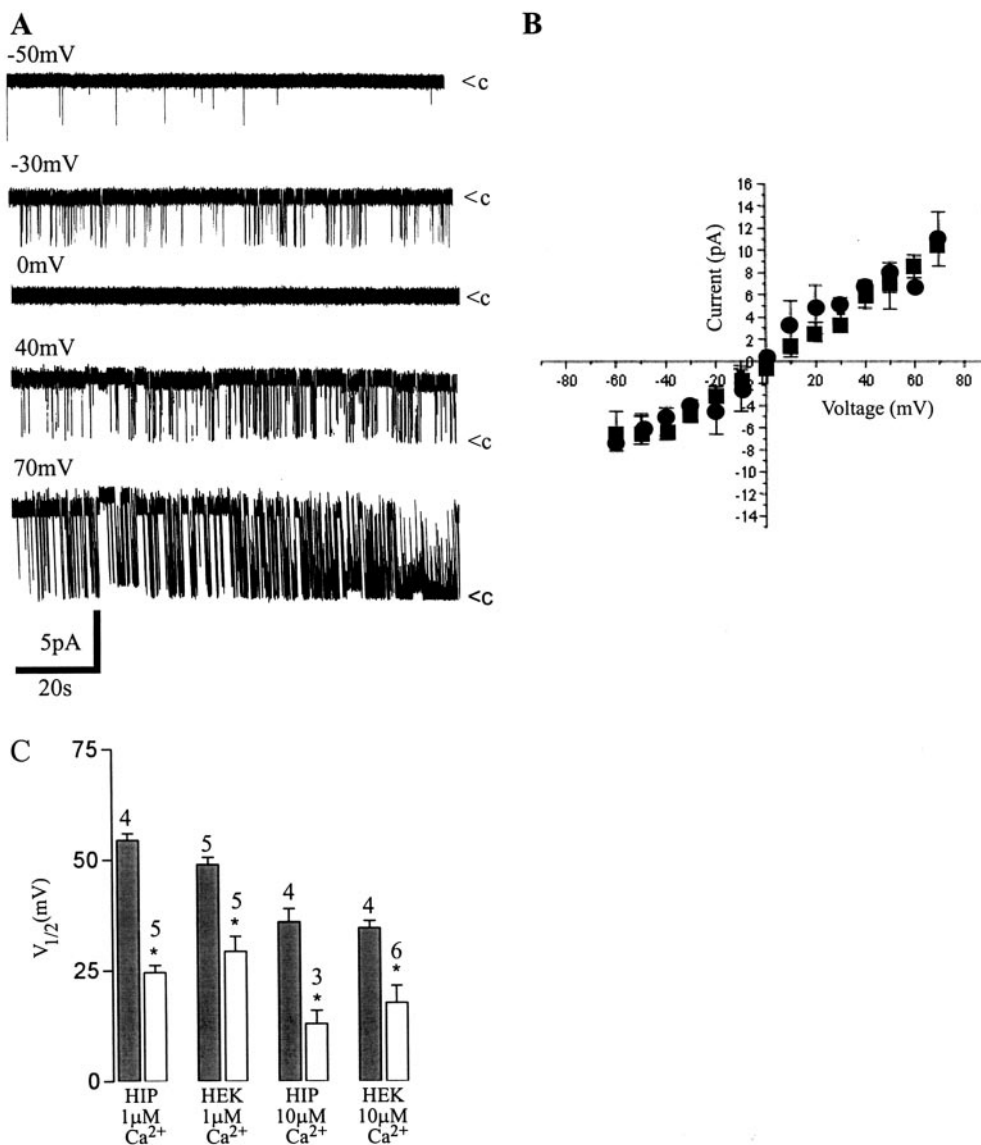 A
-50mV
<c
-30mV
<c
0mV
<c
40mV
<c
70mV
<c
5pA
20s
B
16
14
12
10
8
6
4
2
0
-2
-4
-6
-8
-10
-12
-14
Current (pA)
-80 -60 -40 -20 20 40 60 80
Voltage (mV)
C
75
50
25
0
V1/2(mV)
4
5
*
5
5
*
4
3
*
4
6
*
HIP HEK HIP HEK
1µM 1µM 10µM 10µM
Ca2+ Ca2+ Ca2+ Ca2+